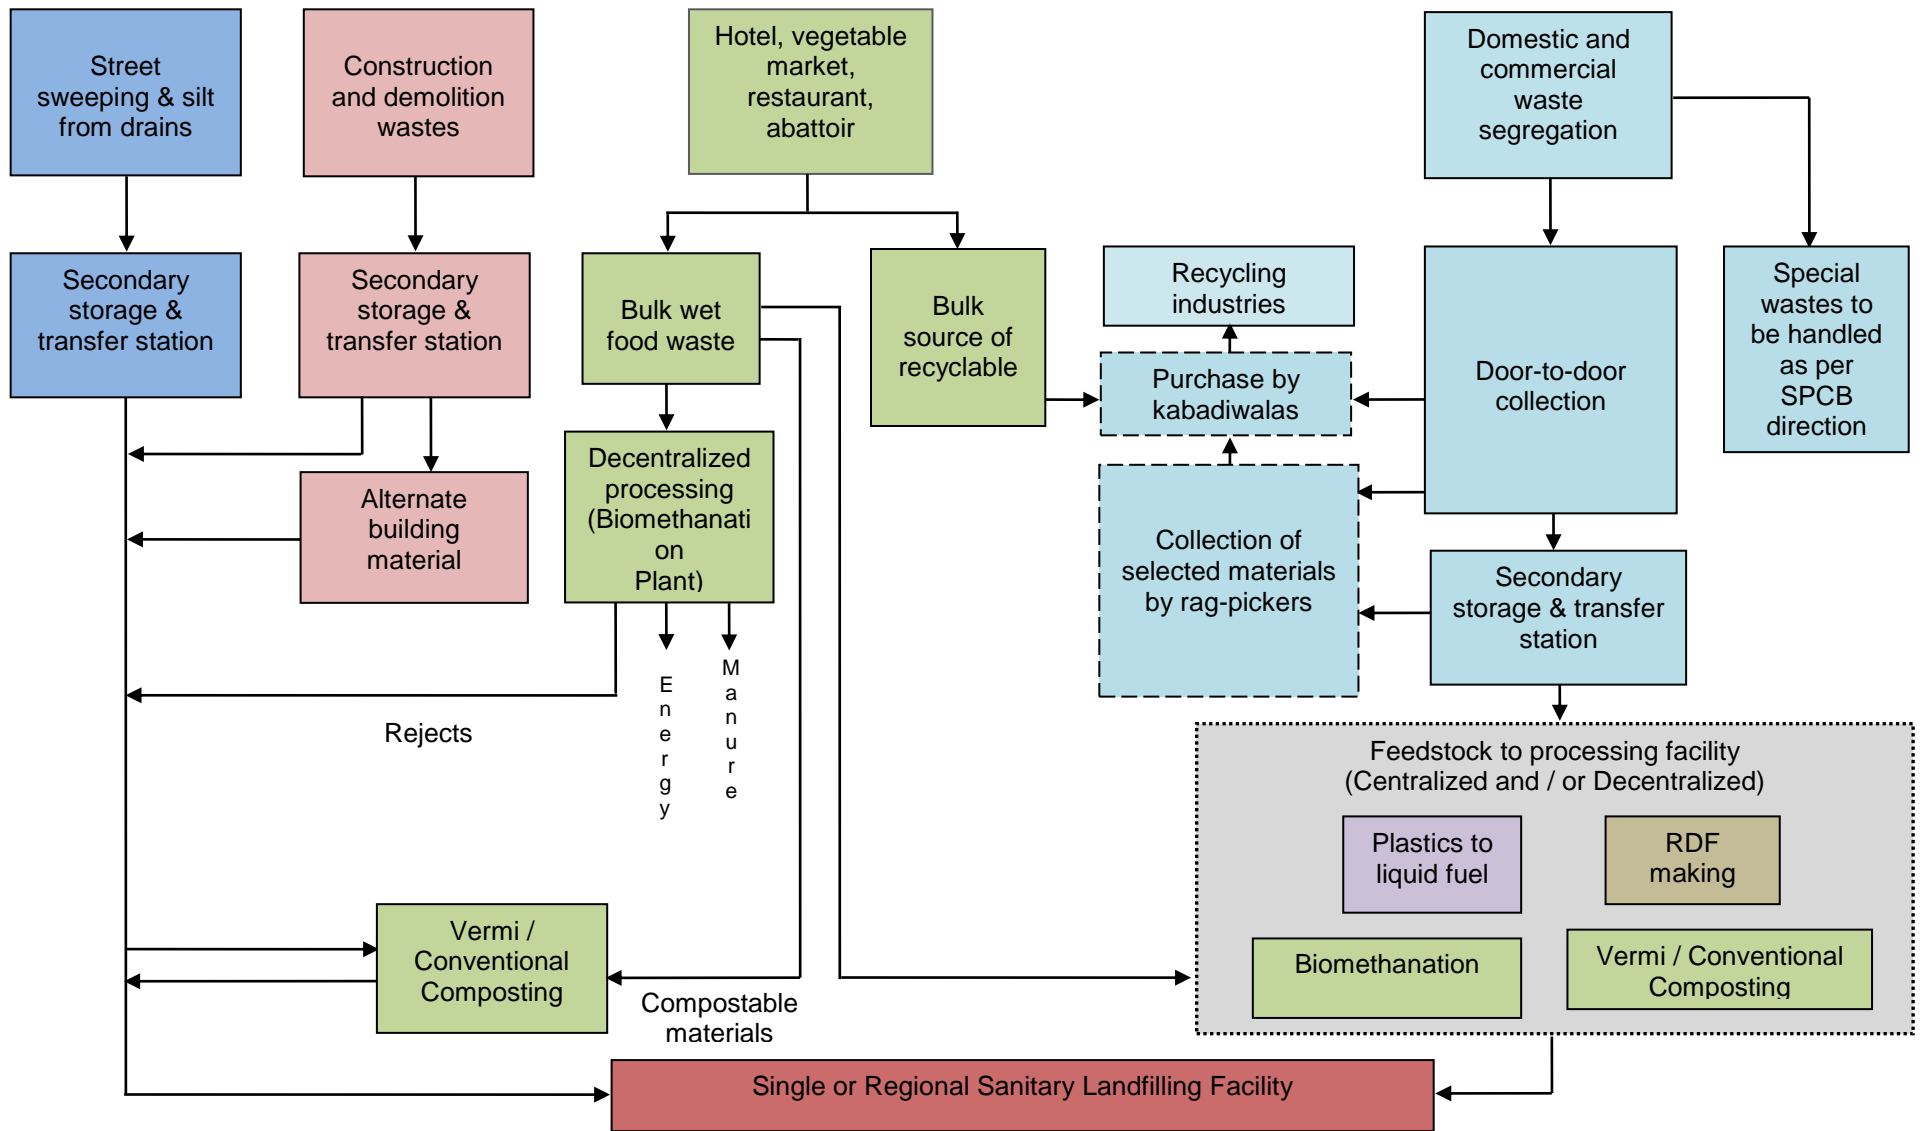 Street
sweeping & silt
from drains
Construction
and demolition
wastes
Hotel, vegetable
market,
restaurant,
abattoir
Domestic and
commercial
waste
segregation
Secondary
storage &
transfer station
Secondary
storage &
transfer station
Bulk wet
food waste
Bulk
source of
recyclable
Recycling
industries
Purchase by
kabadiwalas
Door-to-door
collection
Special
wastes to
be handled
as per
SPCB
direction
Alternate
building
material
Decentralized
processing
(Biomethanati
on
Plant)
Collection of
selected materials
by rag-pickers
Secondary
storage & transfer
station
Energy
Manure
Rejects
Feedstock to processing facility
(Centralized and / or Decentralized)
Plastics to
liquid fuel
RDF
making
Biomethanation
Vermi / Conventional
Composting
Vermi /
Conventional
Composting
Compostable
materials
Single or Regional Sanitary Landfilling Facility